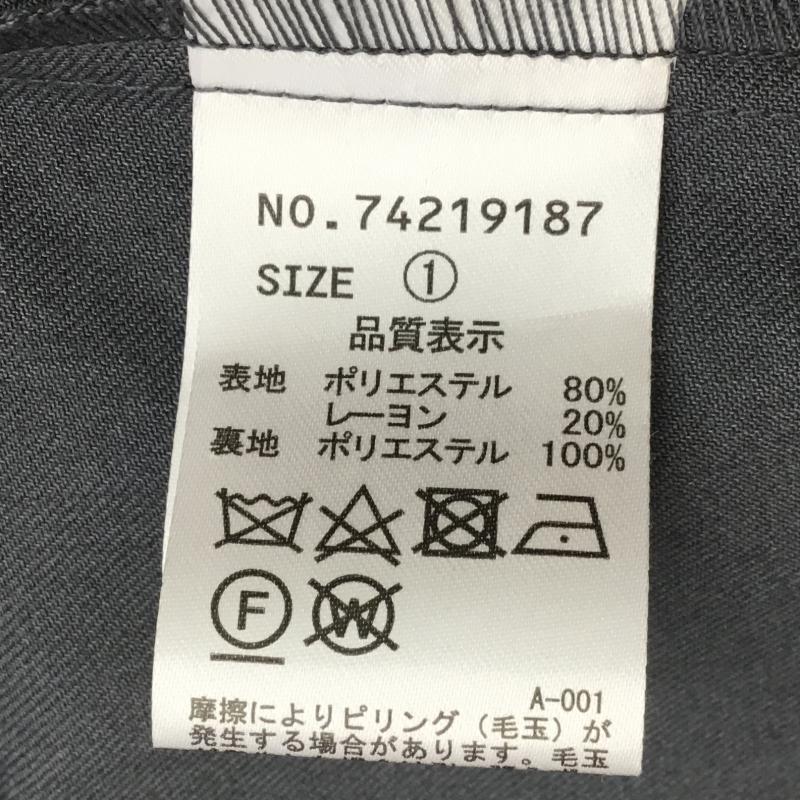 NO.74219187
SIZE ①
品質表示
表地 ポリエステル 80%
レーヨン 20%
裏地 ポリエステル 100%
F W
A-001
摩擦によりピリング(毛玉)が
発生する場合があります。毛玉